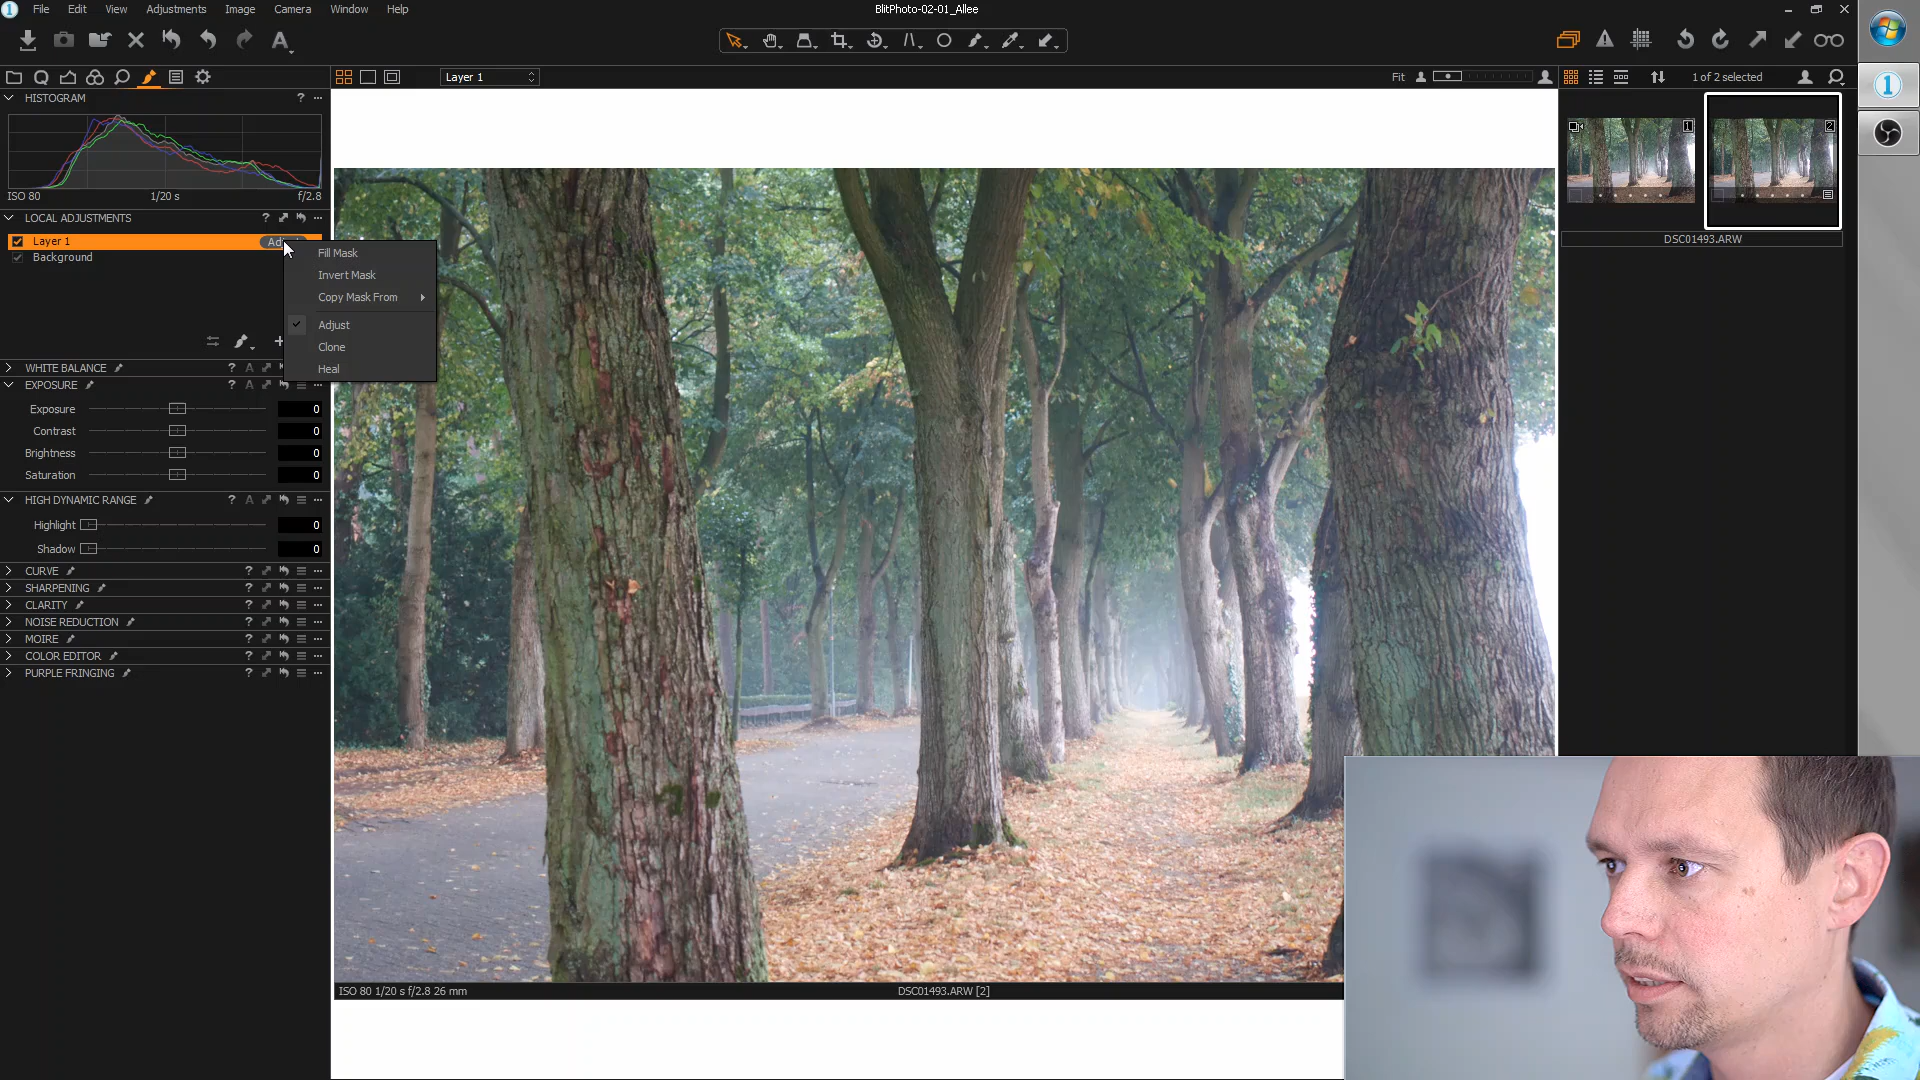 File Edit View Adjustments Image Camera Window Help
BlitPhoto-02-01_Allee
Layer 1
Fit
1 of 2 selected
HISTOGRAM
ISO 80 1/20 s f/2.8
LOCAL ADJUSTMENTS
Layer 1
Background
Fill Mask
Invert Mask
Copy Mask From
Adjust
Clone
Heal
WHITE BALANCE
EXPOSURE
Exposure 0
Contrast 0
Brightness 0
Saturation 0
HIGH DYNAMIC RANGE
Highlight 0
Shadow 0
CURVE
SHARPENING
CLARITY
NOISE REDUCTION
MOIRE
COLOR EDITOR
PURPLE FRINGING
1
2
DSC01493.ARW
ISO 80 1/20 s f/2.8 26 mm
DSC01493.ARW [2]